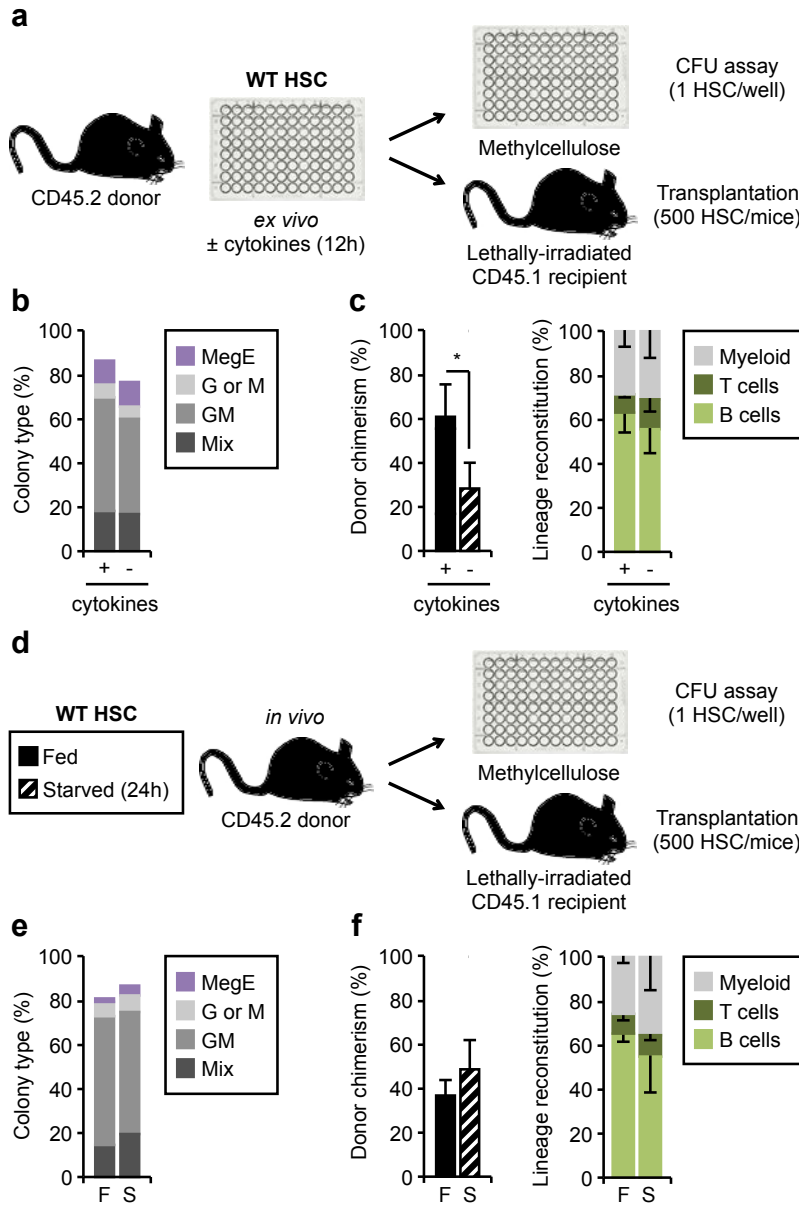 a
WT HSC
CD45.2 donor
ex vivo
± cytokines (12h)
Methylcellulose
Lethally-irradiated
CD45.1 recipient
CFU assay
(1 HSC/well)
Transplantation
(500 HSC/mice)
b
Colony type (%)
100
80
60
40
20
0
+ -
cytokines
MegE
G or M
GM
Mix
c
Donor chimerism (%)
100
80
60
40
20
0
*
+ -
cytokines
Lineage reconstitution (%)
100
80
60
40
20
0
+ -
cytokines
Myeloid
T cells
B cells
d
WT HSC
Fed
Starved (24h)
in vivo
CD45.2 donor
Methylcellulose
Lethally-irradiated
CD45.1 recipient
CFU assay
(1 HSC/well)
Transplantation
(500 HSC/mice)
e
Colony type (%)
100
80
60
40
20
0
F S
MegE
G or M
GM
Mix
f
Donor chimerism (%)
100
80
60
40
20
0
F S
Lineage reconstitution (%)
100
80
60
40
20
0
F S
Myeloid
T cells
B cells